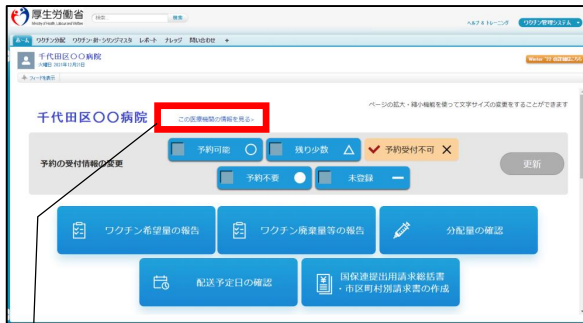 厚生労働省
Ministry of Health, Labour and Welfare
検索... 検索
ヘルプ & トレーニング ワクチン管理システム
ホーム ワクチン分配 ワクチン・針・シリンジマスタ レポート ナレッジ 問い合わせ +
千代田区〇〇病院
フィードを表示
ページの拡大・縮小機能を使って文字サイズの変更をすることができます
千代田区〇〇病院 この医療機関の情報を見る
予約の受付情報の変更
予約可能 〇 残り少数 △ 予約受付不可 ×
予約不要 ● 未登録 ー
更新
ワクチン希望量の報告 ワクチン廃棄量等の報告 分配量の確認
配送予定日の確認 国保連提出用請求総括書
・市区町村別請求書の作成